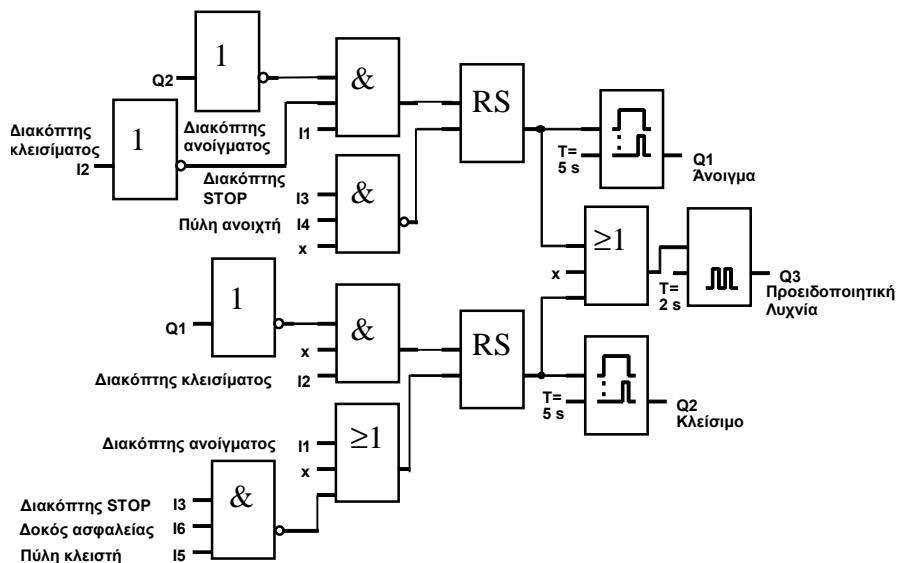 1
Q2
&
RS
Διακόπτης
κλεισίματος
I2
1
Διακόπτης
ανοίγματος
I1
T=
5 s
Q1
Άνοιγμα
Διακόπτης
STOP
I3
Πύλη ανοιχτή I4
x
&
≥1
x
T=
2 s
Q3
Προειδοποιητική
Λυχνία
1
Q1
&
x
Διακόπτης κλεισίματος I2
RS
T=
5 s
Q2
Κλείσιμο
Διακόπτης ανοίγματος I1
x
≥1
Διακόπτης STOP I3
Δοκός ασφαλείας I6
Πύλη κλειστή I5
&